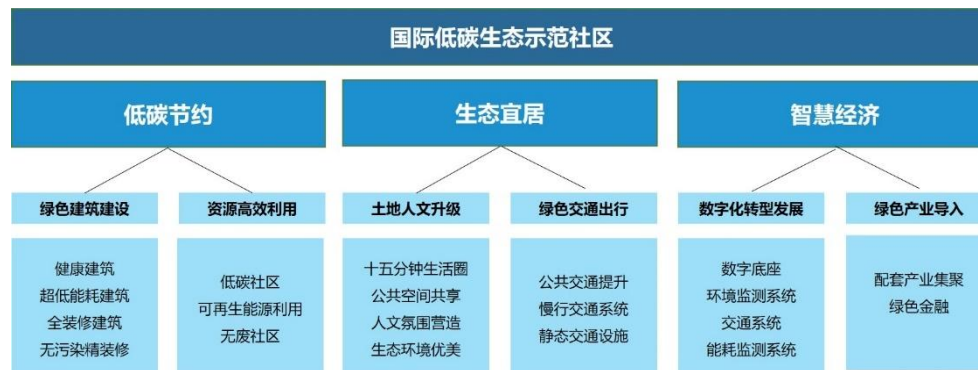 国际低碳生态示范社区
低碳节约
生态宜居
智慧经济
绿色建筑建设
资源高效利用
土地人文升级
绿色交通出行
数字化转型发展
绿色产业导入
健康建筑
超低能耗建筑
全装修建筑
无污染精装修
低碳社区
可再生能源利用
无废社区
十五分钟生活圈
公共空间共享
人文氛围营造
生态环境优美
公共交通提升
慢行交通系统
静态交通设施
数字底座
环境监测系统
交通系统
能耗监测系统
配套产业集聚
绿色金融